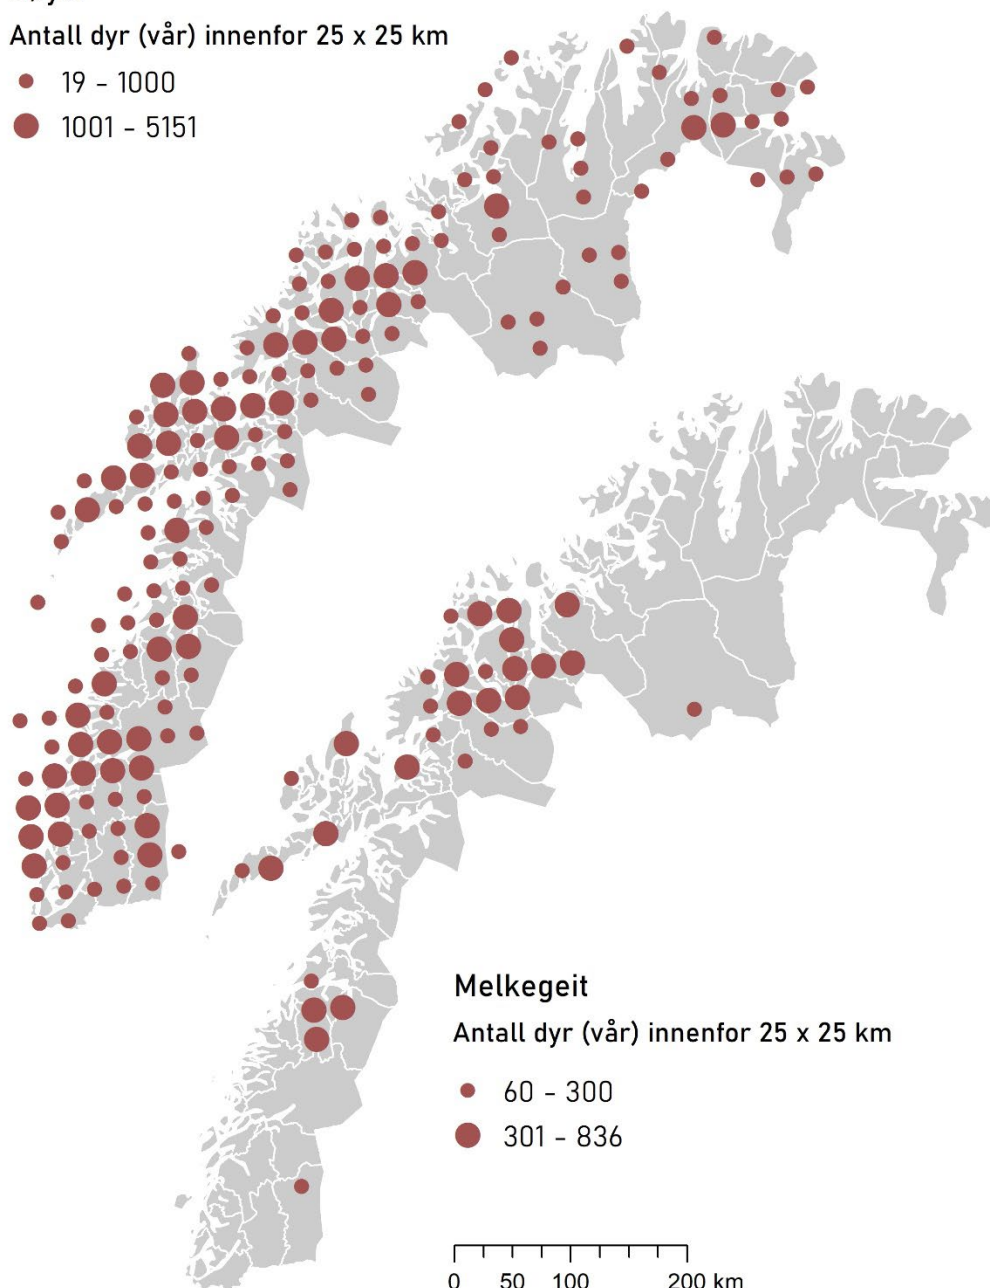 Antall dyr (vår) innenfor 25 x 25 km
19 - 1000
1001 - 5151
Melkegeit
Antall dyr (vår) innenfor 25 x 25 km
60 - 300
301 - 836
0 50 100 200 km